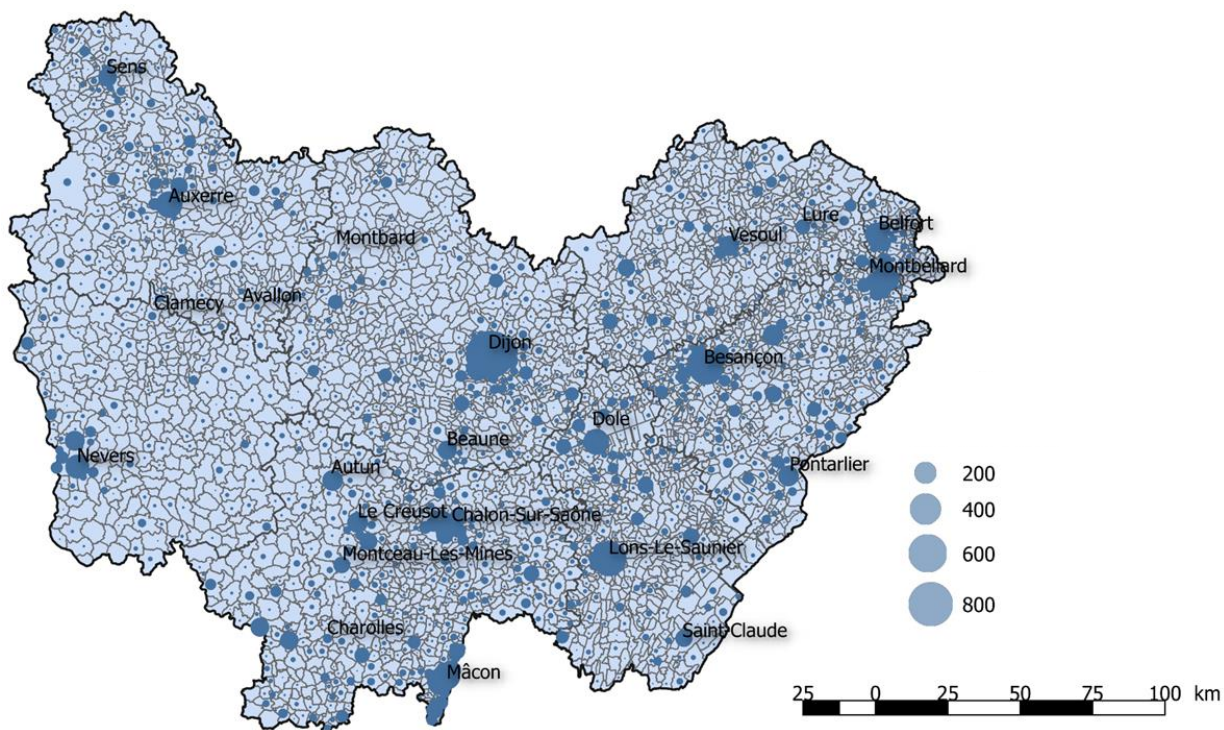 Sens
Auxerre
Montbard
Clamecy
Avallon
Lure
Belfort
Vesoul
Montbéliard
Dijon
Besançon
Dole
Beaune
Nevers
Autun
Pontarlier
Le Creusot
Chalon-Sur-Saône
Montceau-Les-Mines
Lons-Le-Saunier
Charolles
Saint-Claude
Mâcon
200
400
600
800
25 0 25 50 75 100 km